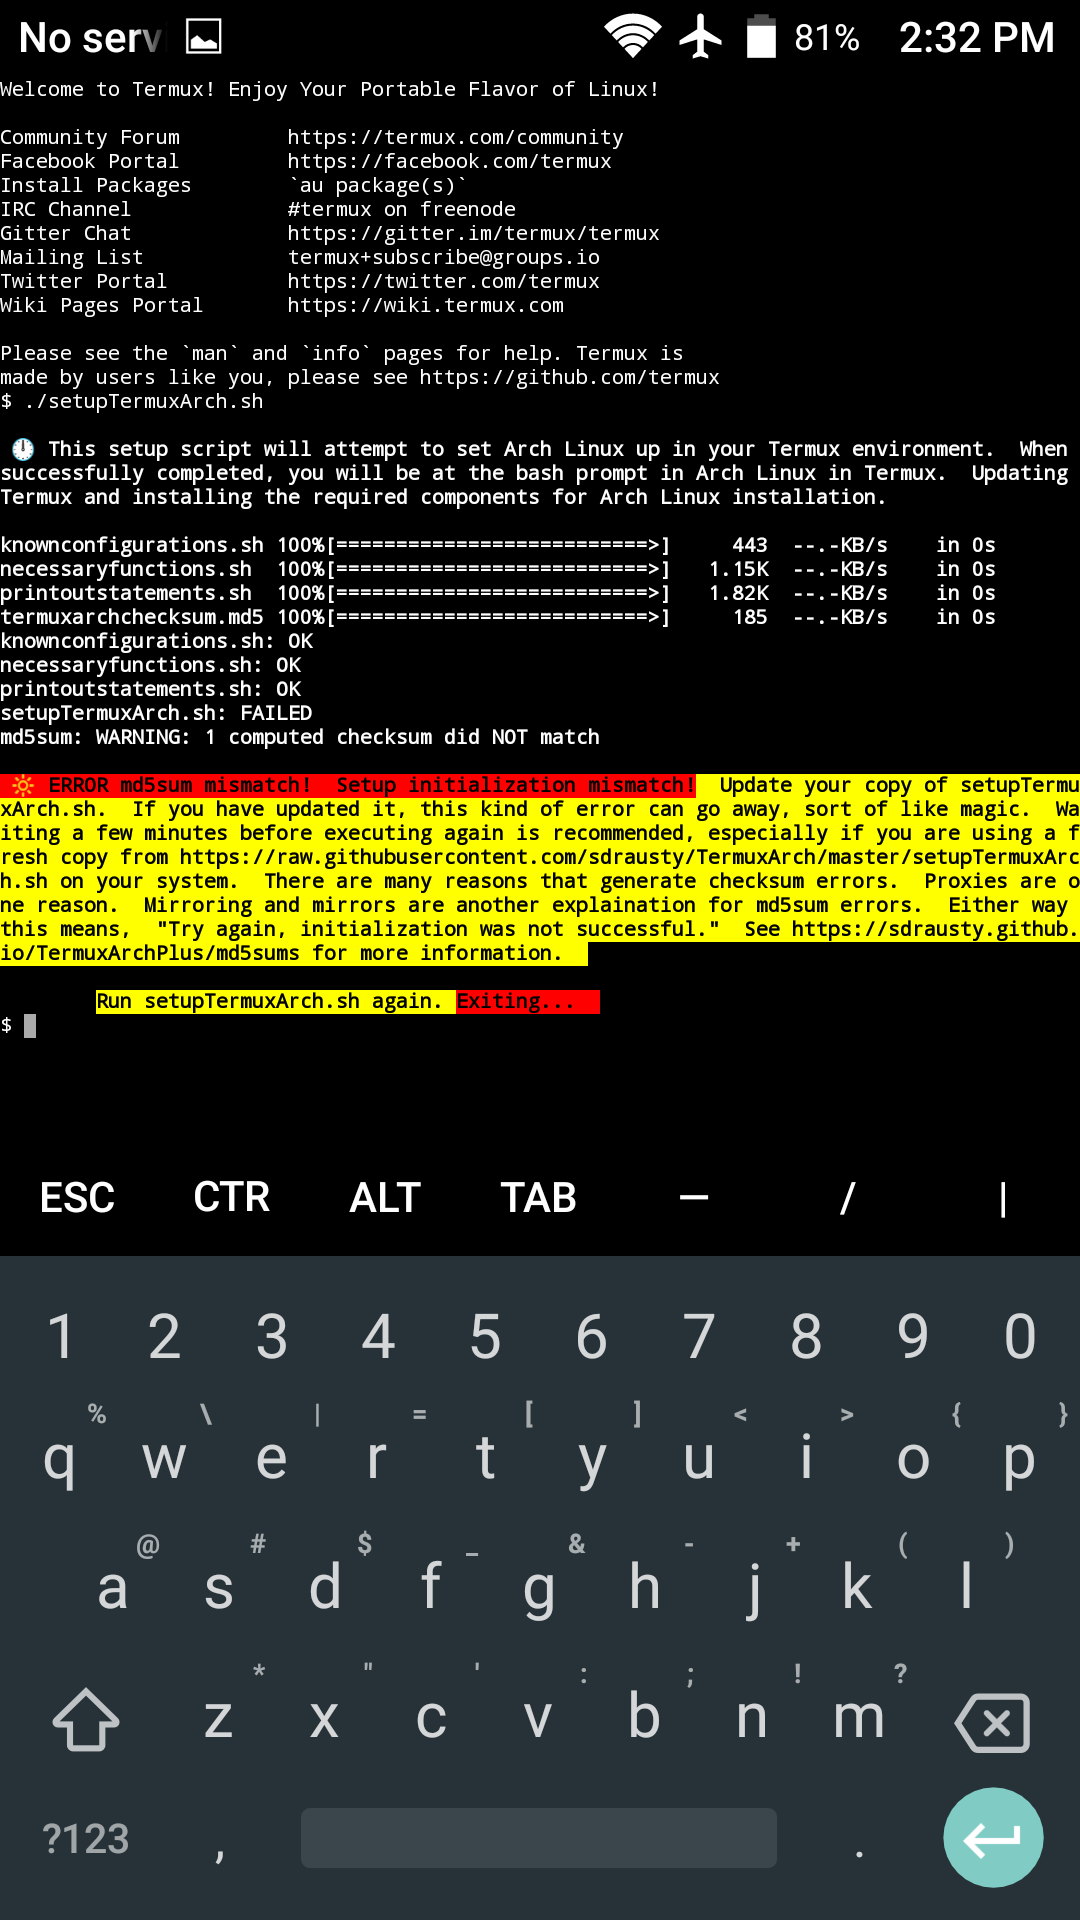 No serv 81% 2:32 PM
Welcome to Termux! Enjoy Your Portable Flavor of Linux!
Community Forum https://termux.com/community
Facebook Portal https://facebook.com/termux
Install Packages `au package(s)`
IRC Channel #termux on freenode
Gitter Chat https://gitter.im/termux/termux
Mailing List termux+subscribe@groups.io
Twitter Portal https://twitter.com/termux
Wiki Pages Portal https://wiki.termux.com
Please see the `man` and `info` pages for help. Termux is
made by users like you, please see https://github.com/termux
$ ./setupTermuxArch.sh
🕛 This setup script will attempt to set Arch Linux up in your Termux environment.  When
successfully completed, you will be at the bash prompt in Arch Linux in Termux.  Updating
Termux and installing the required components for Arch Linux installation.
knownconfigurations.sh 100%[==========================>] 443 --.-KB/s in 0s
necessaryfunctions.sh 100%[==========================>] 1.15K --.-KB/s in 0s
printoutstatements.sh 100%[==========================>] 1.82K --.-KB/s in 0s
termuxarchchecksum.md5 100%[==========================>] 185 --.-KB/s in 0s
knownconfigurations.sh: OK
necessaryfunctions.sh: OK
printoutstatements.sh: OK
setupTermuxArch.sh: FAILED
md5sum: WARNING: 1 computed checksum did NOT match
🔆 ERROR md5sum mismatch!  Setup initialization mismatch!  Update your copy of setupTermu
xArch.sh.  If you have updated it, this kind of error can go away, sort of like magic.  Wa
iting a few minutes before executing again is recommended, especially if you are using a f
resh copy from https://raw.githubusercontent.com/sdrausty/TermuxArch/master/setupTermuxArc
h.sh on your system.  There are many reasons that generate checksum errors.  Proxies are o
ne reason.  Mirroring and mirrors are another explaination for md5sum errors.  Either way
this means,  "Try again, initialization was not successful."  See https://sdrausty.github.
io/TermuxArchPlus/md5sums for more information.
Run setupTermuxArch.sh again. Exiting...
$
ESC CTR ALT TAB — / |
1 2 3 4 5 6 7 8 9 0
% \ | = [ ] < > { }
q w e r t y u i o p
@ # $ _ & - + ( )
a s d f g h j k l
* " ' : ; ! ?
z x c v b n m
?123 , .